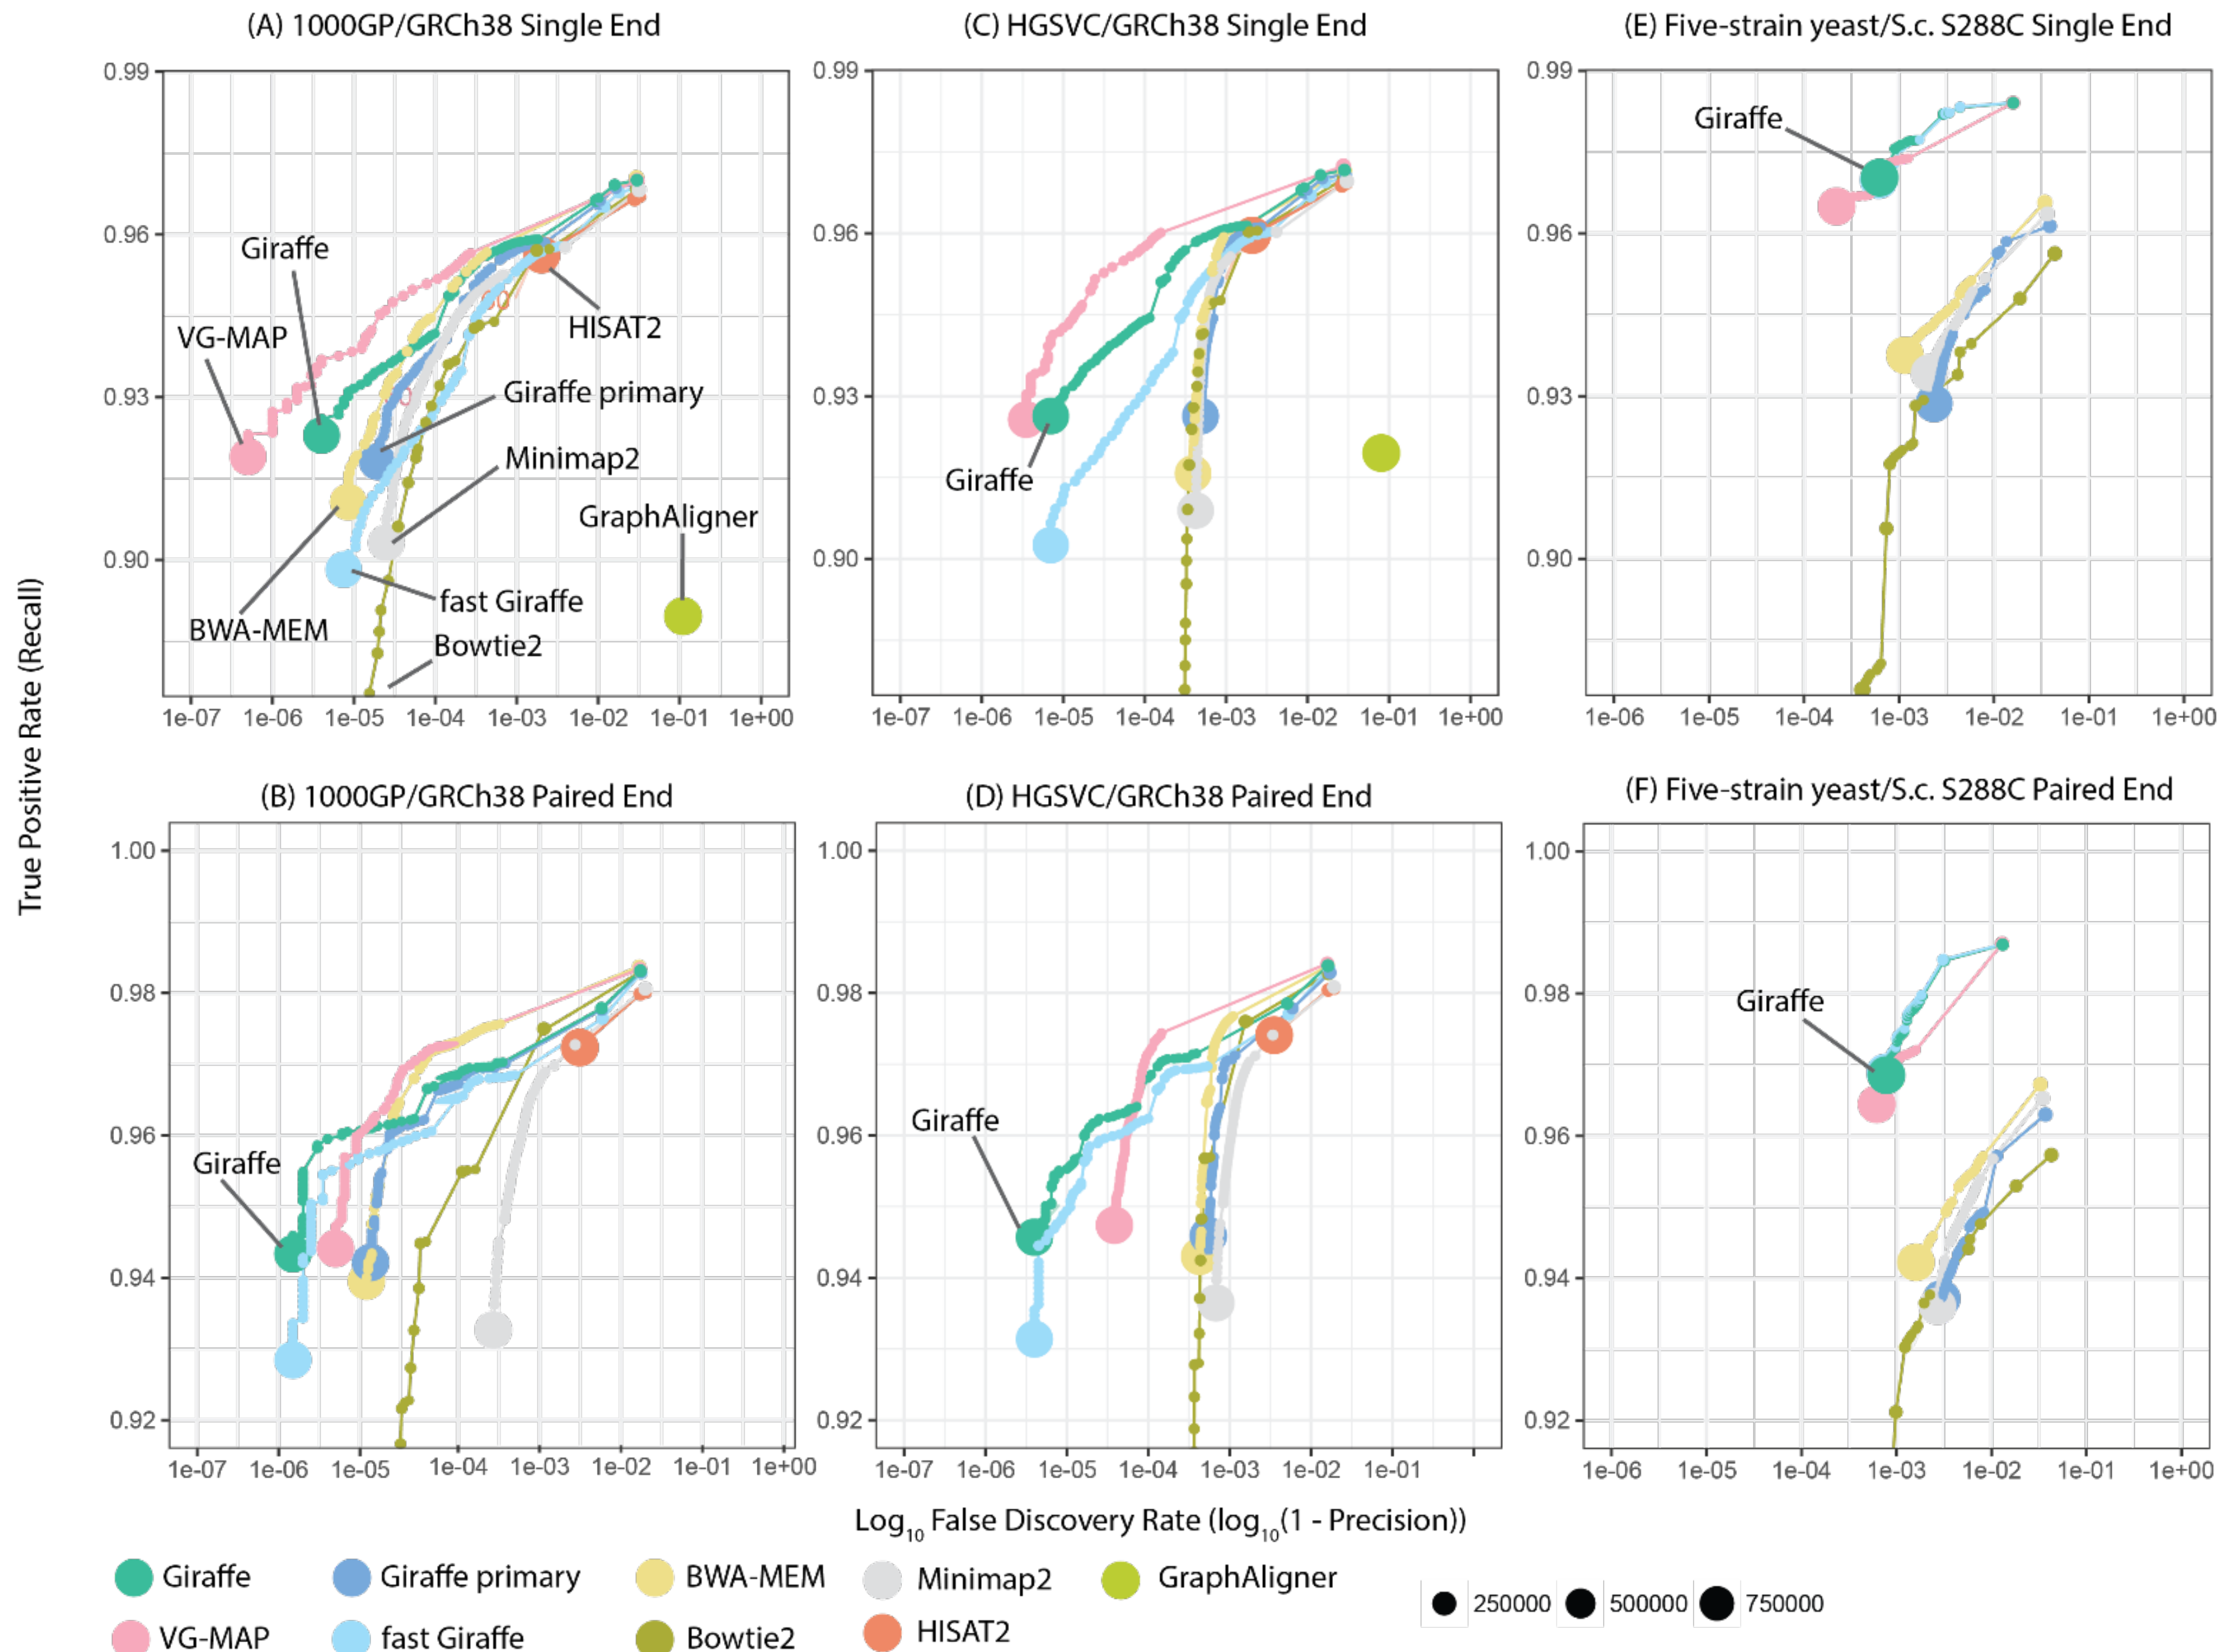 (A) 1000GP/GRCh38 Single End
(C) HGSVC/GRCh38 Single End
(E) Five-strain yeast/S.c. S288C Single End
0.99
0.96
0.93
0.90
Giraffe
VG-MAP
HISAT2
Giraffe primary
Minimap2
GraphAligner
fast Giraffe
BWA-MEM
Bowtie2
1e-07 1e-06 1e-05 1e-04 1e-03 1e-02 1e-01 1e+00
0.99
0.96
0.93
0.90
Giraffe
1e-07 1e-06 1e-05 1e-04 1e-03 1e-02 1e-01 1e+00
0.99
0.96
0.93
0.90
Giraffe
1e-06 1e-05 1e-04 1e-03 1e-02 1e-01 1e+00
True Positive Rate (Recall)
(B) 1000GP/GRCh38 Paired End
(D) HGSVC/GRCh38 Paired End
(F) Five-strain yeast/S.c. S288C Paired End
1.00
0.98
0.96
0.94
0.92
Giraffe
1e-07 1e-06 1e-05 1e-04 1e-03 1e-02 1e-01 1e+00
1.00
0.98
0.96
0.94
0.92
Giraffe
1e-07 1e-06 1e-05 1e-04 1e-03 1e-02 1e-01
1.00
0.98
0.96
0.94
0.92
Giraffe
1e-06 1e-05 1e-04 1e-03 1e-02 1e-01 1e+00
Log10 False Discovery Rate (log10(1 - Precision))
Giraffe Giraffe primary BWA-MEM Minimap2 GraphAligner
VG-MAP fast Giraffe Bowtie2 HISAT2
250000 500000 750000